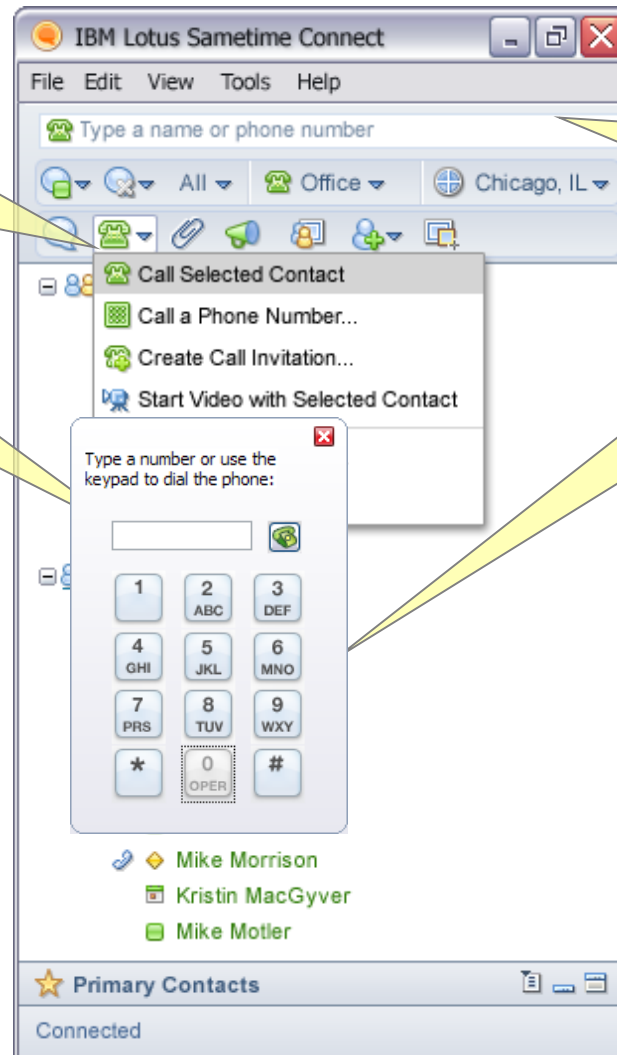 IBM Lotus Sametime Connect
File Edit View Tools Help
Type a name or phone number
All Office Chicago, IL
Call Selected Contact
Call a Phone Number...
Create Call Invitation...
Start Video with Selected Contact
Type a number or use the
keypad to dial the phone:
1 2 3
ABC DEF
4 5 6
GHI JKL MNO
7 8 9
PRS TUV WXY
* 0 #
OPER
Mike Morrison
Kristin MacGyver
Mike Motler
Primary Contacts
Connected